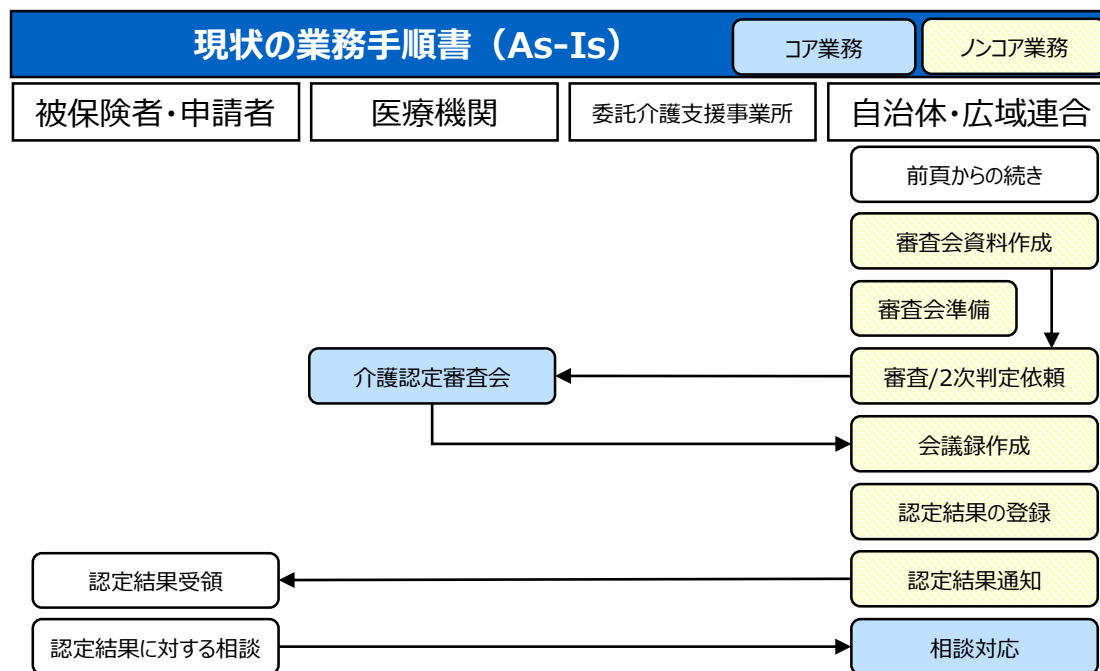 現状の業務手順書（As-Is）
コア業務
ノンコア業務
被保険者・申請者
医療機関
委託介護支援事業所
自治体・広域連合
前頁からの続き
審査会資料作成
審査会準備
介護認定審査会
審査/2次判定依頼
会議録作成
認定結果の登録
認定結果受領
認定結果通知
認定結果に対する相談
相談対応